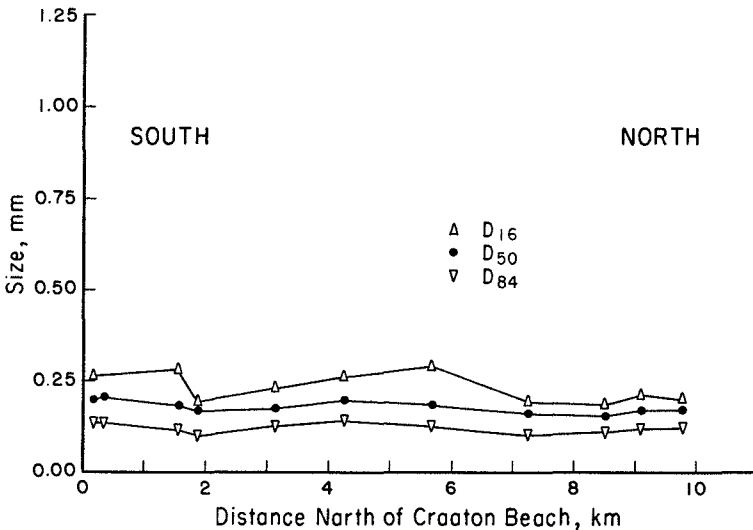 1.25
1.00
0.75
0.50
0.25
0.00
Size, mm
SOUTH
NORTH
D16
D50
D84
0 2 4 6 8 10
Distance North of Craaton Beach, km